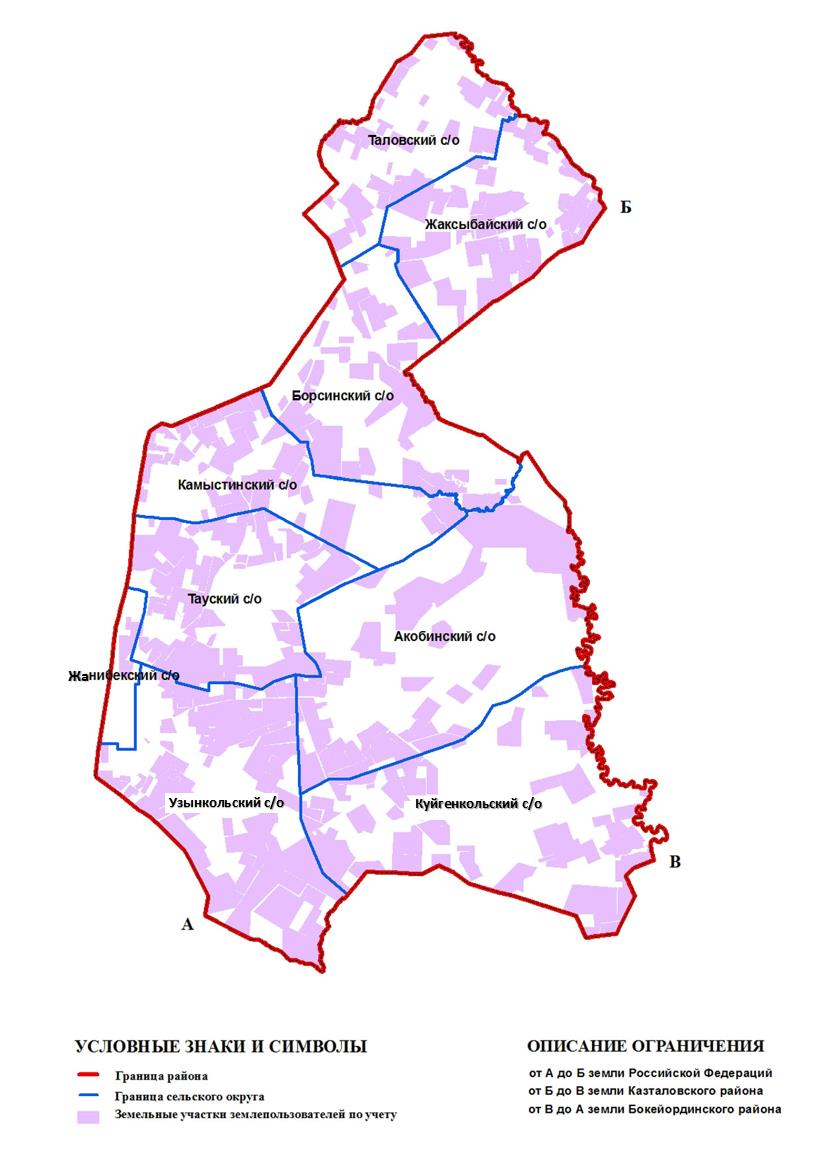 Таловский с/о
Б
Жаксыбайский с/о
Борсинский с/о
Камыстинский с/о
Тауский с/о
Акобинский с/о
Жанибекский с/о
Узынкольский с/о
Куйгенкольский с/о
В
А
УСЛОВНЫЕ ЗНАКИ И СИМВОЛЫ
Граница района
Граница сельского округа
Земельные участки землепользователей по учету
ОПИСАНИЕ ОГРАНИЧЕНИЯ
от А до Б земли Российской Федераций
от Б до В земли Казталовского района
от В до А земли Бокейординского района